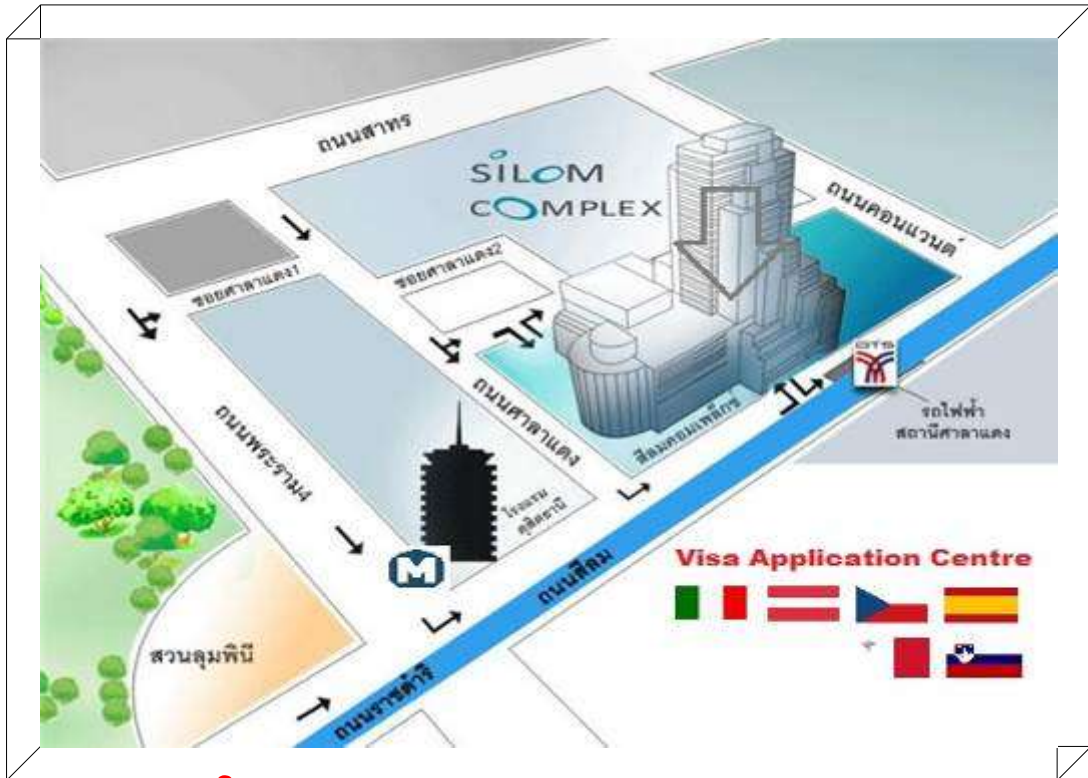 ถนนสาทร
SILOM
COMPLEX
ถนนคอนแวนต์
ซอยศาลาแดง1
ซอยศาลาแดง2
BTS
รถไฟฟ้า
สถานีศาลาแดง
ถนนศาลาแดง
สีลมคอมเพล็กซ์
ถนนพระราม4
โรงแรม
ดุสิตธานี
M
ถนนสีลม
Visa Application Centre
สวนลุมพินี
ถนนราชดำริ